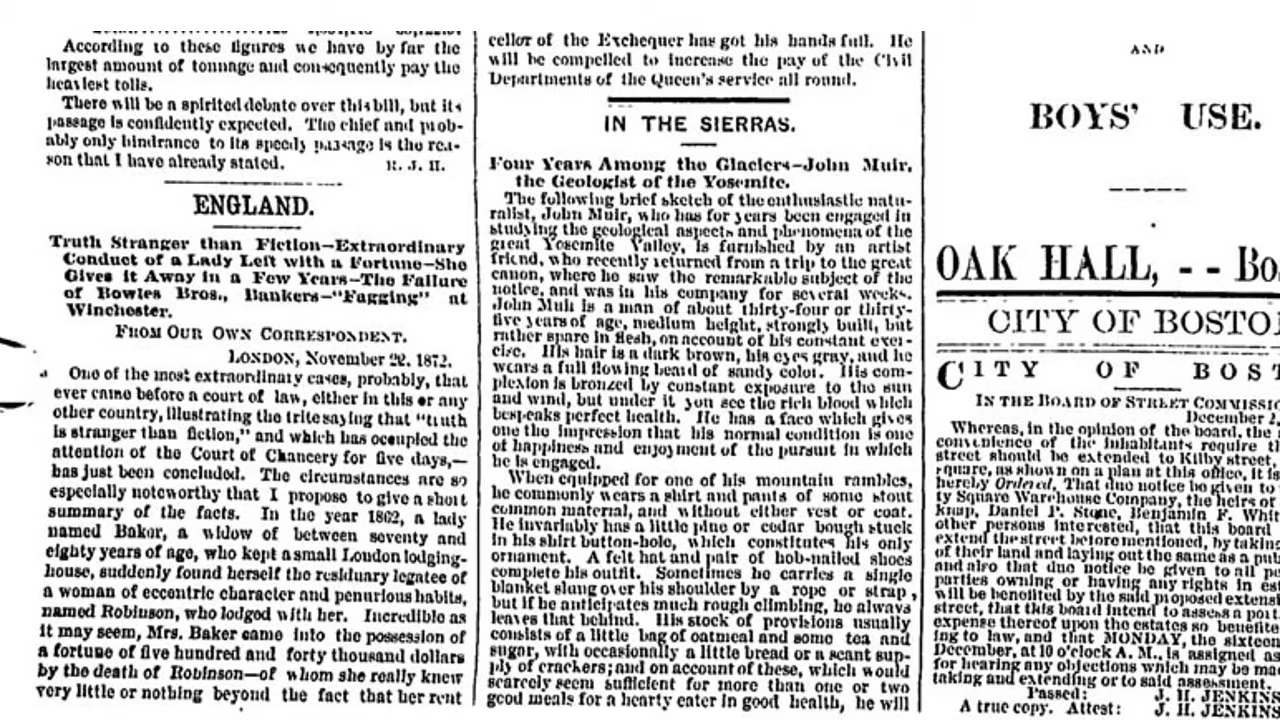 According to these figures we have by far the
largest amount of tonnage and consequently pay the
heaviest tolls.
There will be a spirited debate over this bill, but its
passage is confidently expected. The chief and prob-
ably only hindrance to its speedy passage is the rea-
son that I have already stated. R. J. H.
ENGLAND.
Truth Stranger than Fiction—Extraordinary
Conduct of a Lady Left with a Fortune—She
Gives it Away in a Few Years—The Failure
of Bowles Bros., Bankers—"Fagging" at
Winchester.
FROM OUR OWN CORRESPONDENT.
LONDON, November 22, 1872.
One of the most extraordinary cases, probably, that
ever came before a court of law, either in this or any
other country, illustrating the trite saying that "truth
is stranger than fiction," and which has occupied the
attention of the Court of Chancery for five days,—
has just been concluded. The circumstances are so
especially noteworthy that I propose to give a short
summary of the facts. In the year 1862, a lady
named Baker, a widow of between seventy and
eighty years of age, who kept a small London lodging-
house, suddenly found herself the residuary legatee of
a woman of eccentric character and penurious habits,
named Robinson, who lodged with her. Incredible as
it may seem, Mrs. Baker came into the possession of
a fortune of five hundred and forty thousand dollars
by the death of Robinson—of whom she really knew
very little or nothing beyond the fact that her rent
cellor of the Exchequer has got his hands full. He
will be compelled to increase the pay of the Civil
Departments of the Queen's service all round.
IN THE SIERRAS.
Four Years Among the Glaciers—John Muir,
the Geologist of the Yosemite.
The following brief sketch of the enthusiastic natu-
ralist, John Muir, who has for years been engaged in
studying the geological aspects and phenomena of the
great Yosemite Valley, is furnished by an artist
friend, who recently returned from a trip to the great
canon, where he saw the remarkable subject of the
notice, and was in his company for several weeks.
John Muir is a man of about thirty-four or thirty-
five years of age, medium height, strongly built, but
rather spare in flesh, on account of his constant exer-
cise. His hair is a dark brown, his eyes gray, and he
wears a full flowing beard of sandy color. His com-
plexion is bronzed by constant exposure to the sun
and wind, but under it you see the rich blood which
bespeaks perfect health. He has a face which gives
one the impression that his normal condition is one
of happiness and enjoyment of the pursuit in which
he is engaged.
When equipped for one of his mountain rambles,
he commonly wears a shirt and pants of some stout
common material, and without either vest or coat.
He invariably has a little pine or cedar bough stuck
in his shirt button-hole, which constitutes his only
ornament. A felt hat and pair of hob-nailed shoes
complete his outfit. Sometimes he carries a single
blanket slung over his shoulder by a rope or strap,
but if he anticipates much rough climbing, he always
leaves that behind. His stock of provisions usually
consists of a little bag of oatmeal and some tea and
sugar, with occasionally a little bread or a scant sup-
ply of crackers; and on account of these, which would
scarcely seem sufficient for more than one or two
good meals for a hearty eater in good health, he will
AND
BOYS' USE.
OAK HALL, - - Bo
CITY OF BOSTO
CITY OF BOST
IN THE BOARD OF STREET COMMISSIO
December 2,
Whereas, in the opinion of the board, the
convenience of the inhabitants require th
street should be extended to Kilby street,
square, as shown on a plan at this office, it is
hereby Ordered, That due notice be given to
ty Square Warehouse Company, the heirs of
Knap, Daniel P. Stone, Benjamin F. Whit
other persons interested, that this board
extend the street before mentioned, by taking
of their land and laying out the same as a pub
and also that due notice be given to all pe
parties owning or having any rights in est
will be benefited by the said proposed extensi
street, that this board intend to assess a porti
expense thereof upon the estates so benefite
ing to law, and that MONDAY, the sixteen
December, at 10 o'clock A. M., is assigned as
for hearing any objections which may be ma
taking and extending or to said assessment.
Passed: J. H. JENKINS
A true copy. Attest: J. H. JENKINS